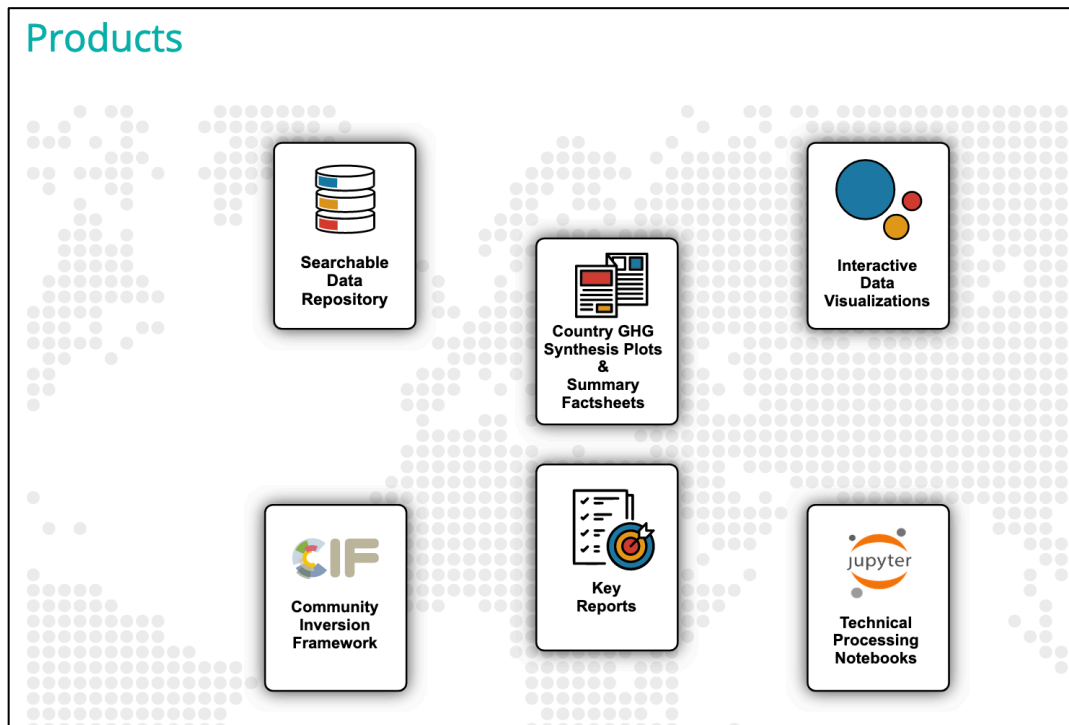 Products
Searchable
Data
Repository
Interactive
Data
Visualizations
Country GHG
Synthesis Plots
&
Summary
Factsheets
CIF
Community
Inversion
Framework
Key
Reports
jupyter
Technical
Processing
Notebooks